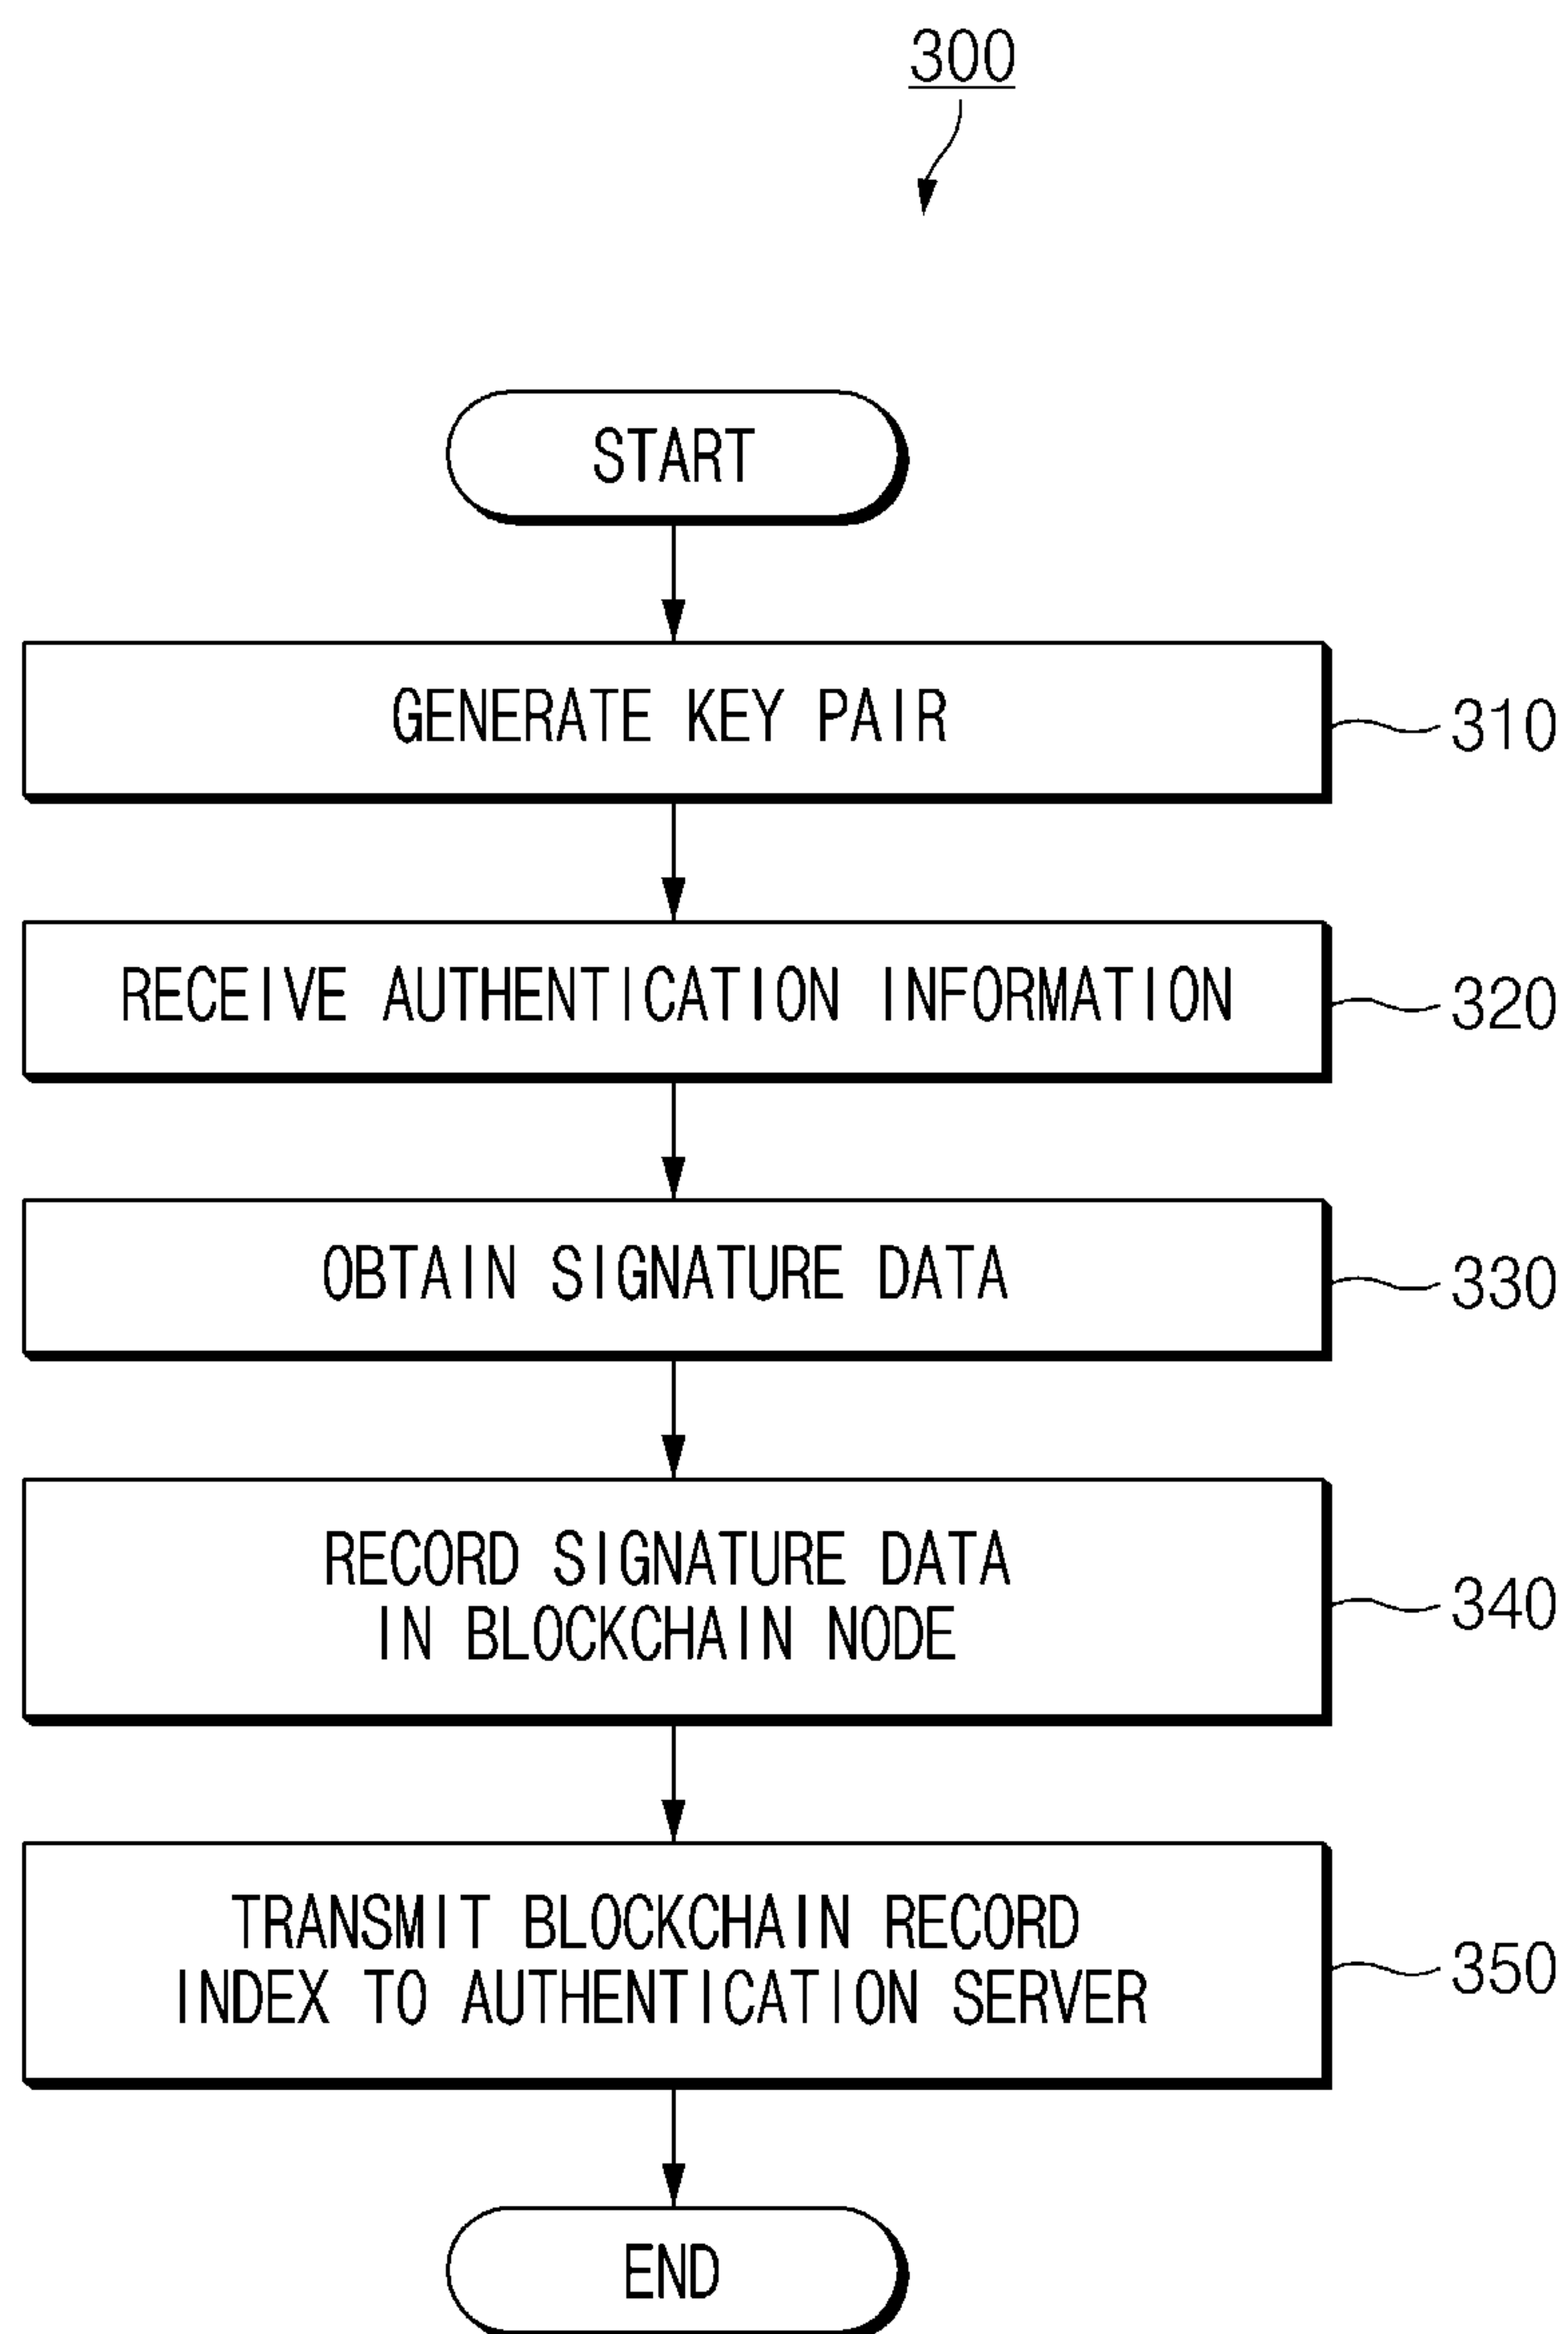 300
START
GENERATE KEY PAIR
310
RECEIVE AUTHENTICATION INFORMATION
320
OBTAIN SIGNATURE DATA
330
RECORD SIGNATURE DATA
IN BLOCKCHAIN NODE
340
TRANSMIT BLOCKCHAIN RECORD
INDEX TO AUTHENTICATION SERVER
350
END